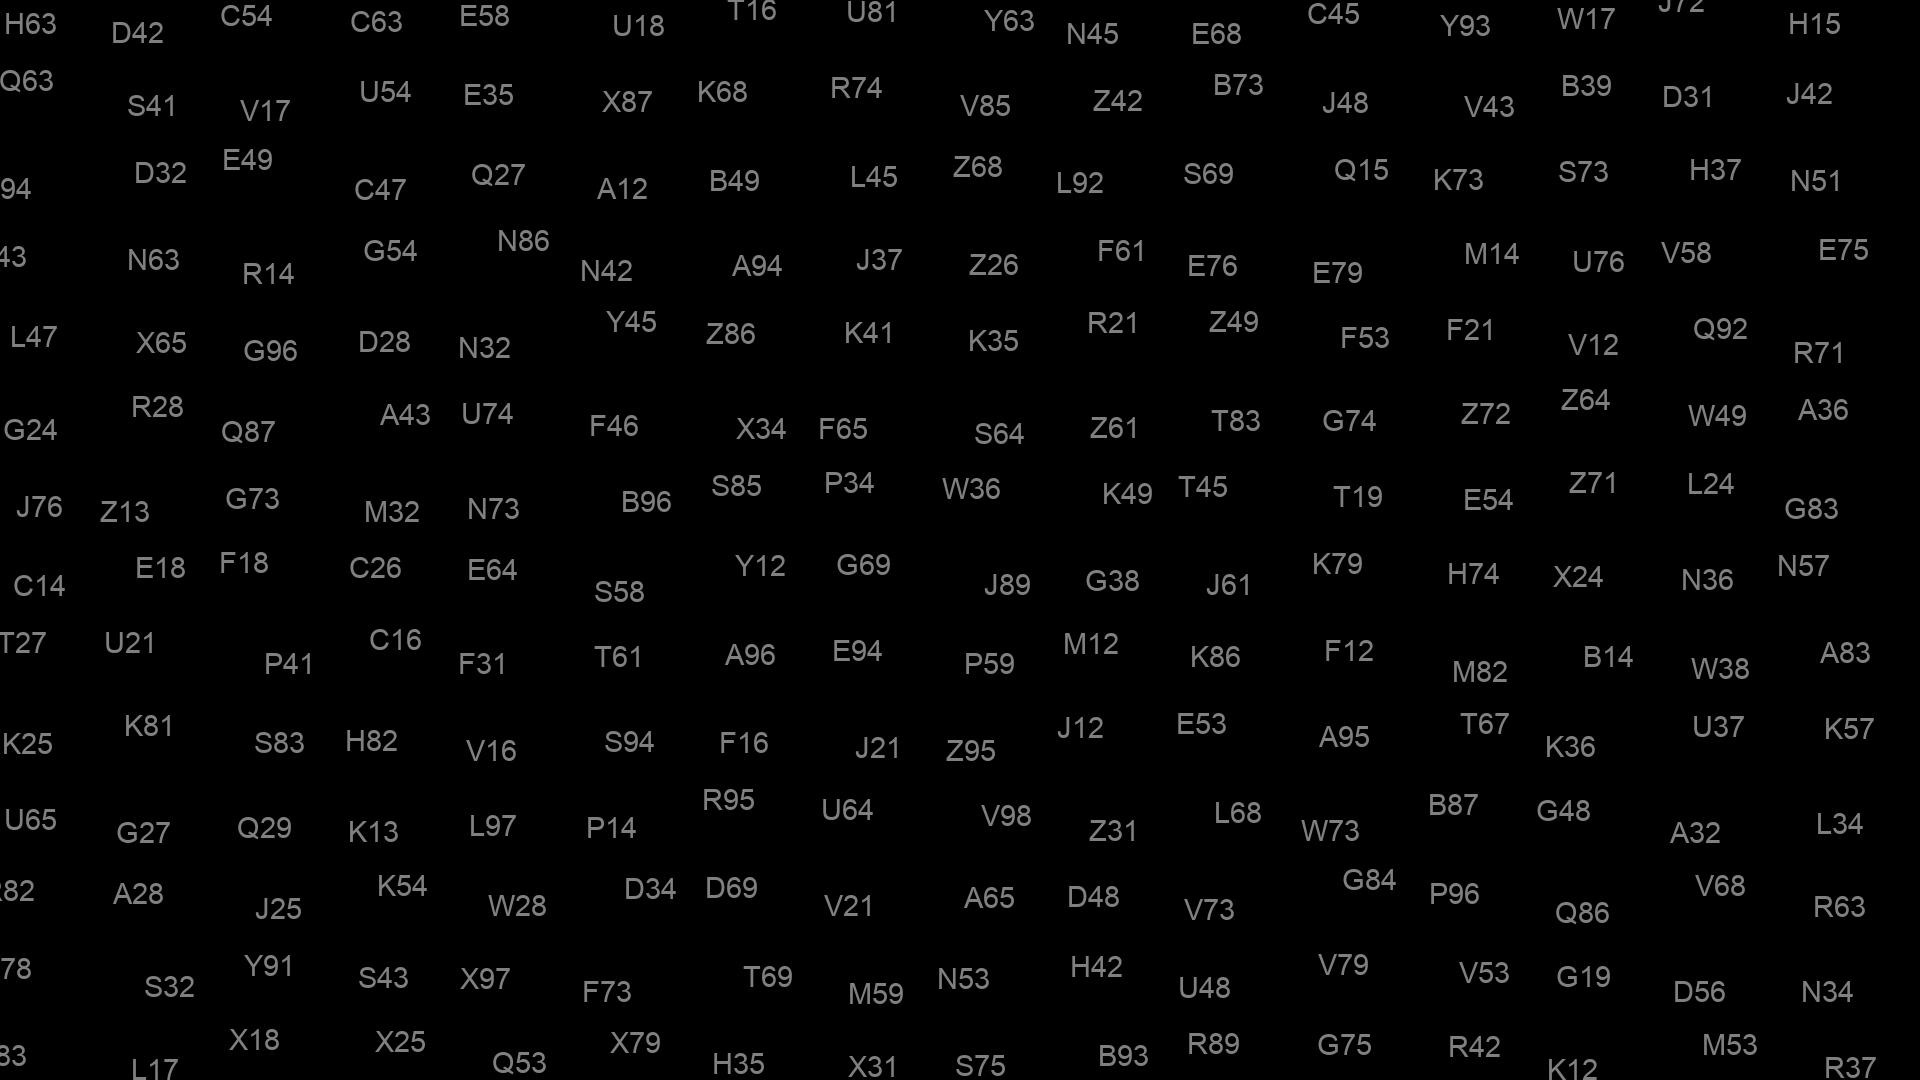 H63 D42 C54 C63 E58 U18 T16 U81 Y63 N45 E68 C45 Y93 W17 J72 H15
Q63 S41 V17 U54 E35 X87 K68 R74 V85 Z42 B73 J48 V43 B39 D31 J42
94 D32 E49 C47 Q27 A12 B49 L45 Z68 L92 S69 Q15 K73 S73 H37 N51
43 N63 R14 G54 N86 N42 A94 J37 Z26 F61 E76 E79 M14 U76 V58 E75
L47 X65 G96 D28 N32 Y45 Z86 K41 K35 R21 Z49 F53 F21 V12 Q92 R71
G24 R28 Q87 A43 U74 F46 X34 F65 S64 Z61 T83 G74 Z72 Z64 W49 A36
J76 Z13 G73 M32 N73 B96 S85 P34 W36 K49 T45 T19 E54 Z71 L24 G83
C14 E18 F18 C26 E64 S58 Y12 G69 J89 G38 J61 K79 H74 X24 N36 N57
T27 U21 P41 C16 F31 T61 A96 E94 P59 M12 K86 F12 M82 B14 W38 A83
K25 K81 S83 H82 V16 S94 F16 J21 Z95 J12 E53 A95 T67 K36 U37 K57
U65 G27 Q29 K13 L97 P14 R95 U64 V98 Z31 L68 W73 B87 G48 A32 L34
82 A28 J25 K54 W28 D34 D69 V21 A65 D48 V73 G84 P96 Q86 V68 R63
78 S32 Y91 S43 X97 F73 T69 M59 N53 H42 U48 V79 V53 G19 D56 N34
83 L17 X18 X25 Q53 X79 H35 X31 S75 B93 R89 G75 R42 K12 M53 R37